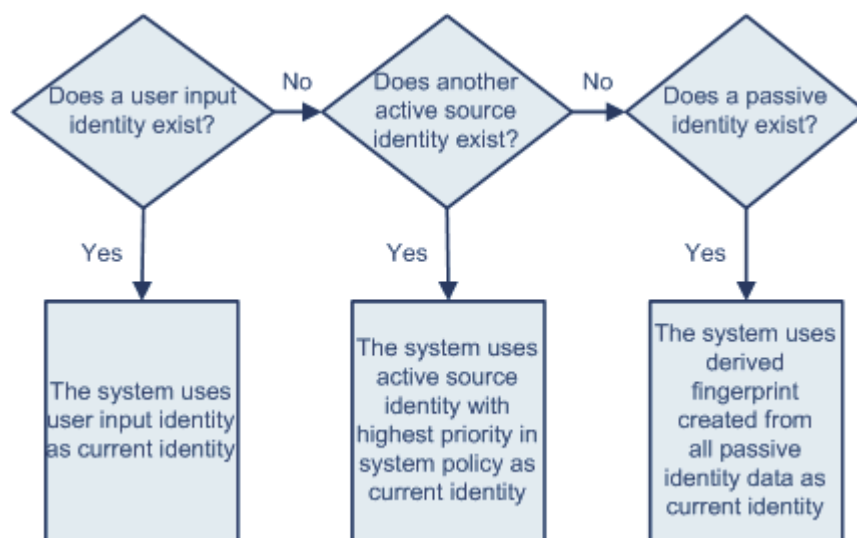 Does a user input
identity exist?
No
Does another
active source
identity exist?
No
Does a passive
identity exist?
Yes
Yes
Yes
The system uses
user input identity
as current identity
The system uses
active source
identity with
highest priority in
system policy as
current identity
The system uses
derived
fingerprint
created from
all passive
identity data as
current identity